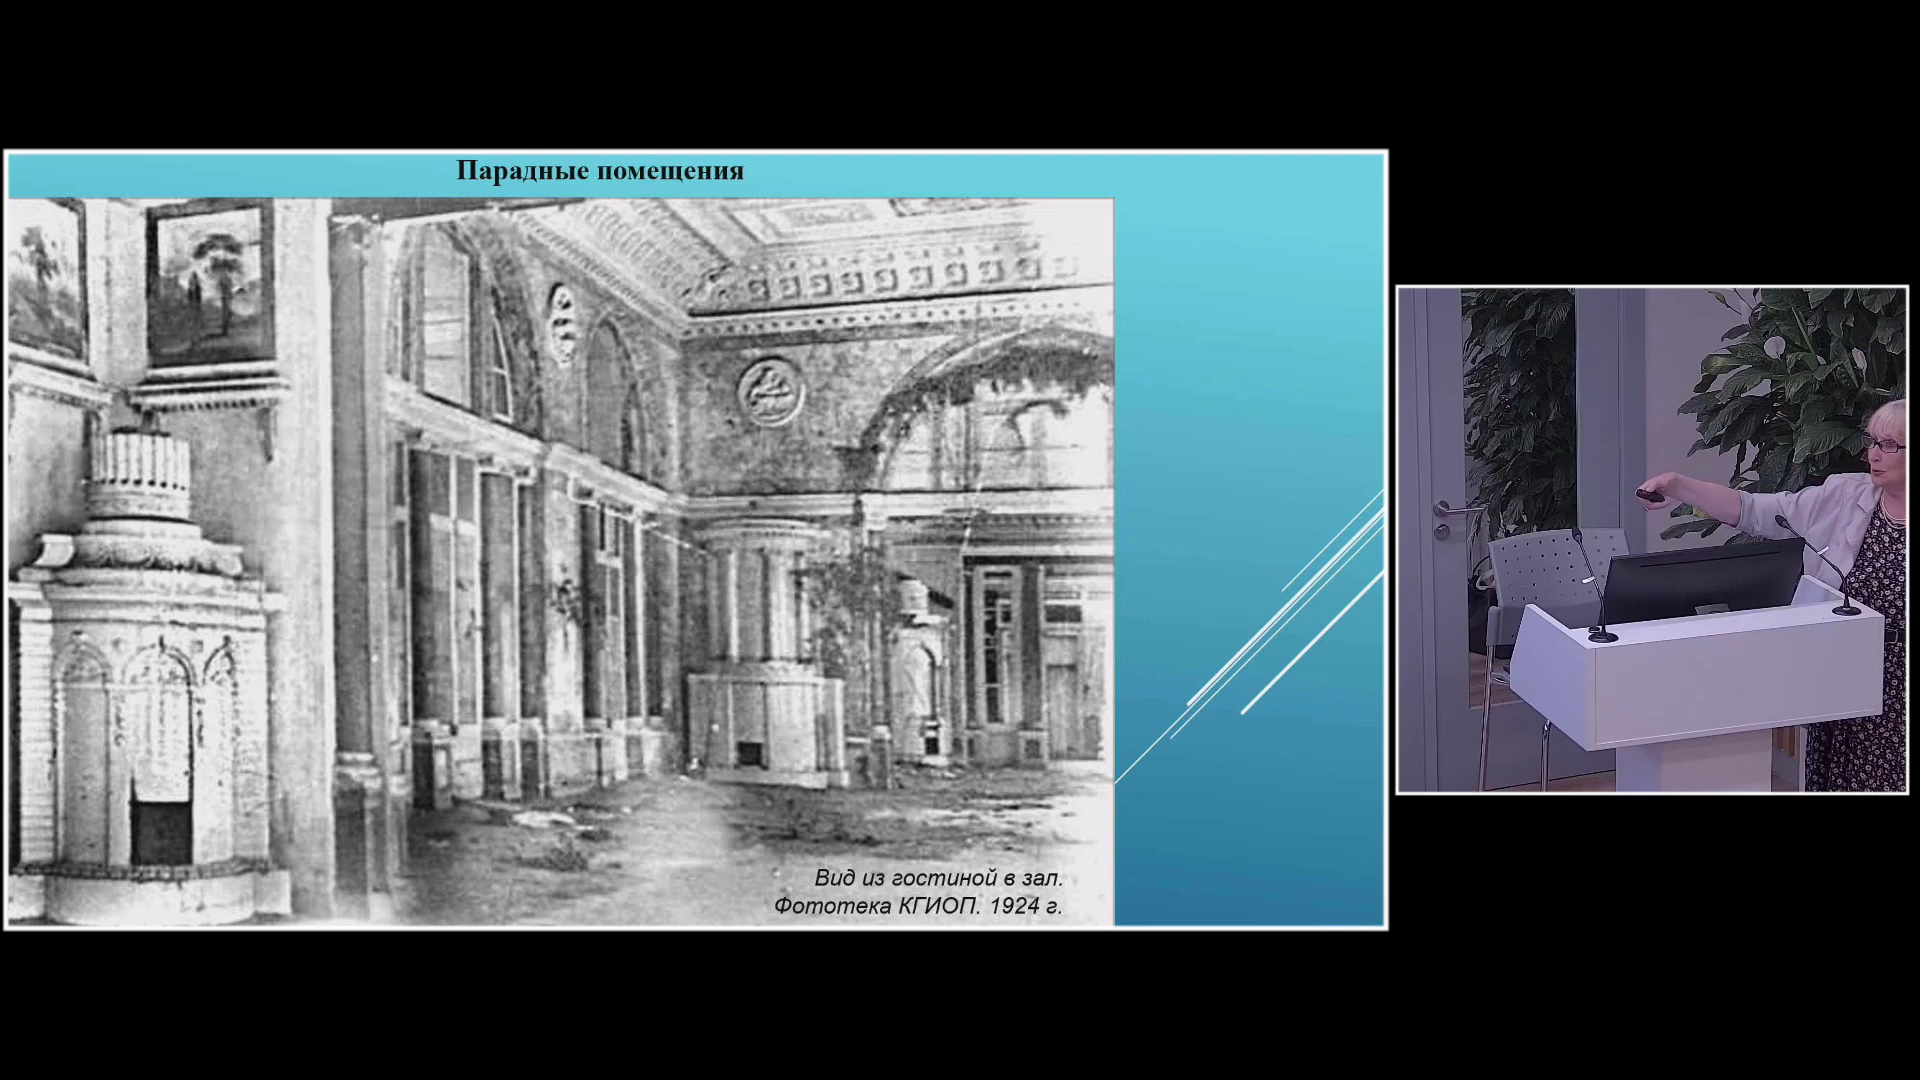 Парадные помещения
Вид из гостиной в зал.
Фототека КГИОП. 1924 г.